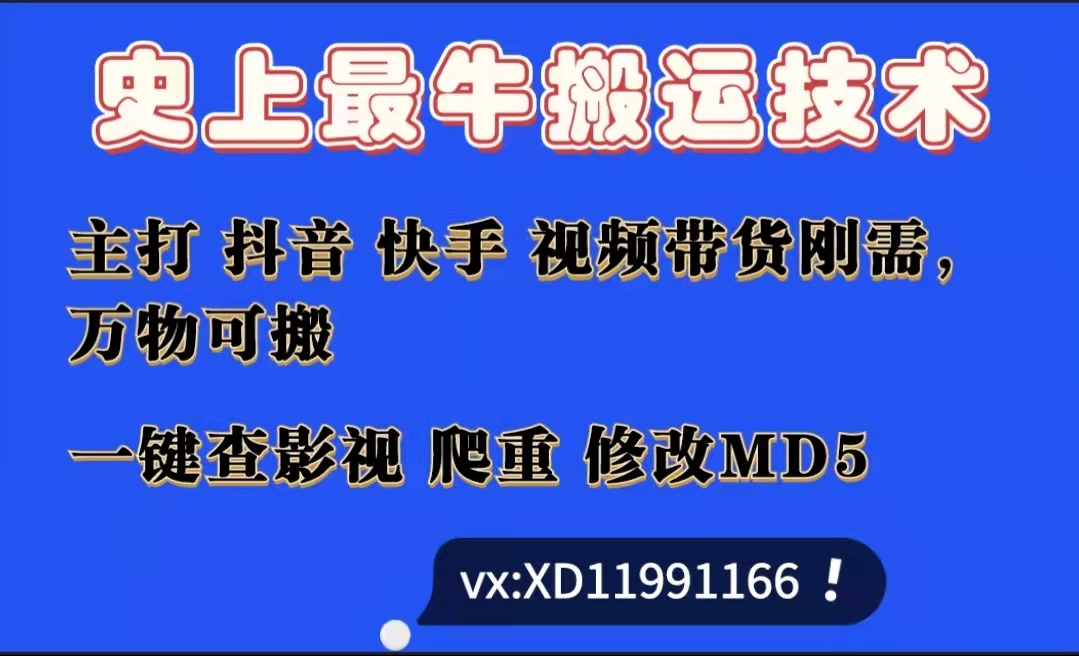 史上最牛搬运技术
主打 抖音 快手 视频带货刚需，
万物可搬
一键查影视 爬重 修改MD5
vx:XD11991166！